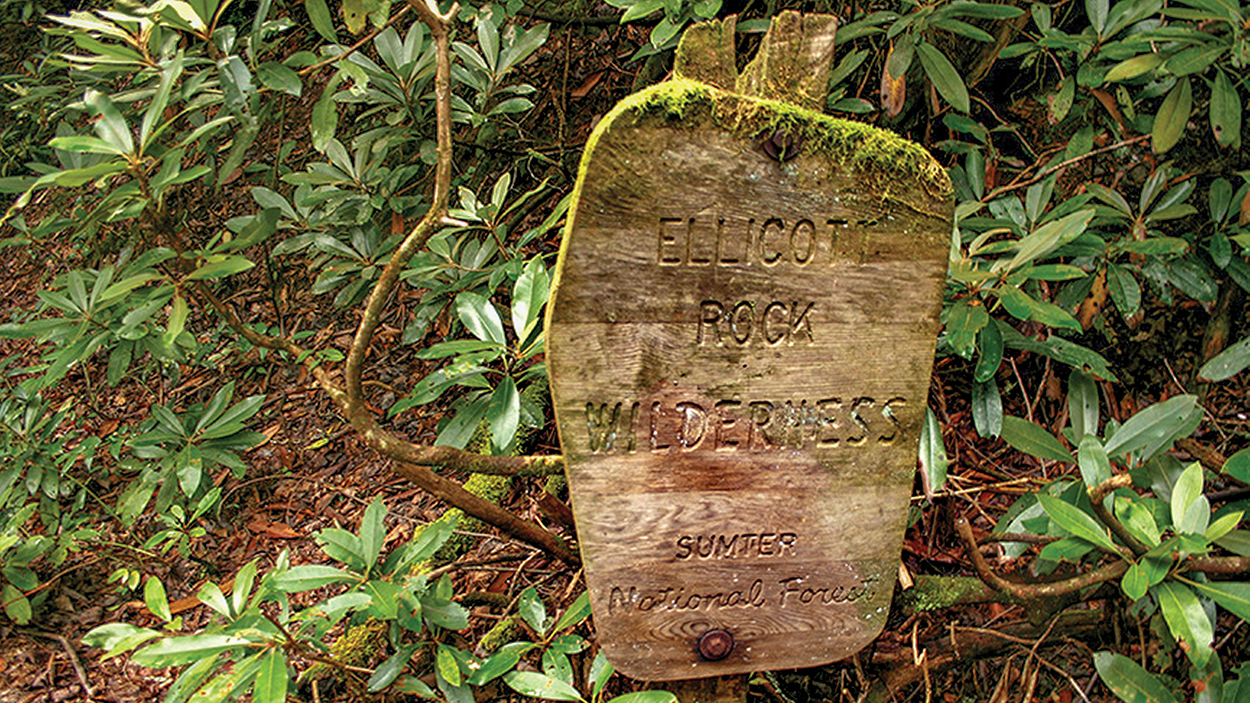 ELLICOTT
ROCK
WILDERNESS
SUMTER
National Forest